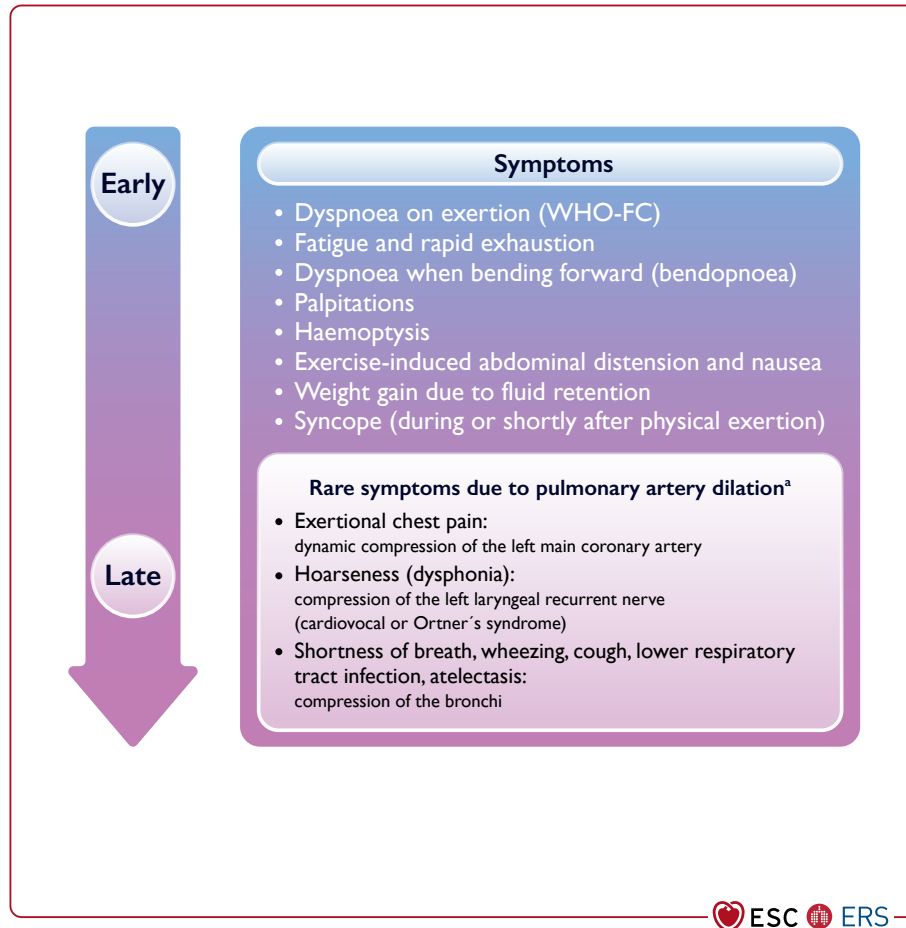 Early
Symptoms
• Dyspnoea on exertion (WHO-FC)
• Fatigue and rapid exhaustion
• Dyspnoea when bending forward (bendopnoea)
• Palpitations
• Haemoptysis
• Exercise-induced abdominal distension and nausea
• Weight gain due to fluid retention
• Syncope (during or shortly after physical exertion)
Rare symptoms due to pulmonary artery dilationᵃ
• Exertional chest pain:
dynamic compression of the left main coronary artery
Late
• Hoarseness (dysphonia):
compression of the left laryngeal recurrent nerve
(cardiovocal or Ortner´s syndrome)
• Shortness of breath, wheezing, cough, lower respiratory
tract infection, atelectasis:
compression of the bronchi
ESC ERS